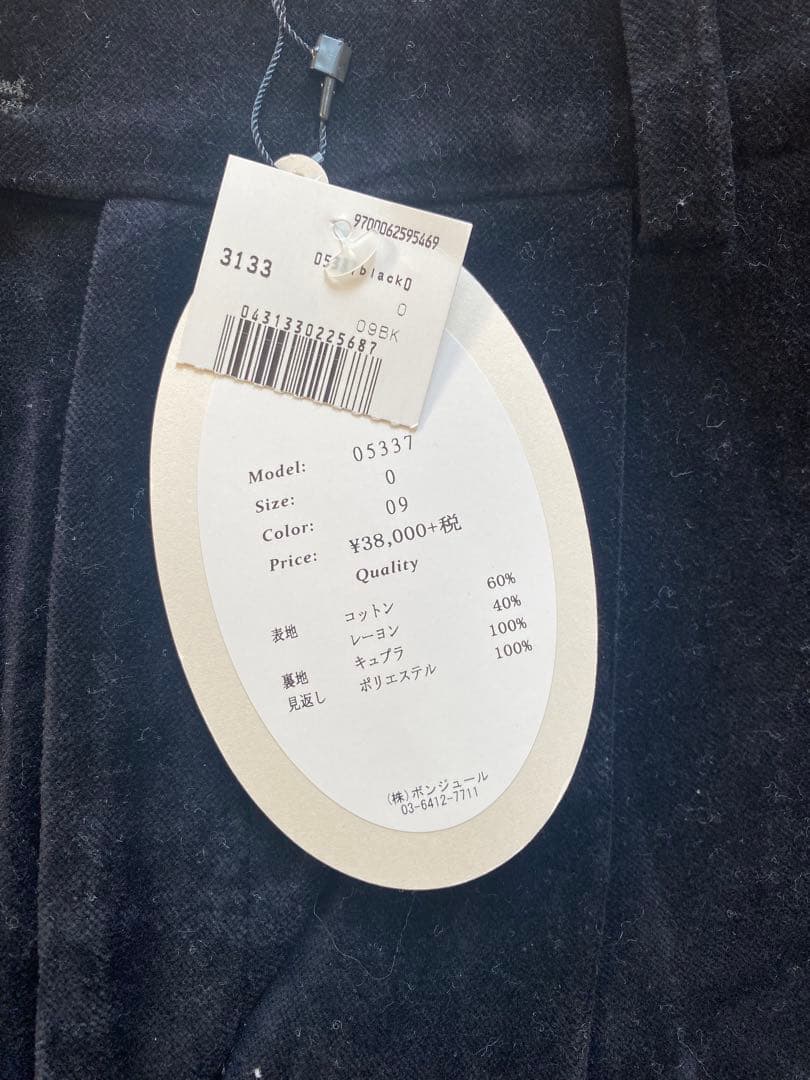 9700062595469
3133
0
09BK
0431330225687
Model: 05337
Size: 0
Color: 09
Price: ¥38,000+税
Quality
表地 コットン 60%
レーヨン 40%
裏地 キュプラ 100%
見返し ポリエステル 100%
(株)ボンジュール
03-6412-7711